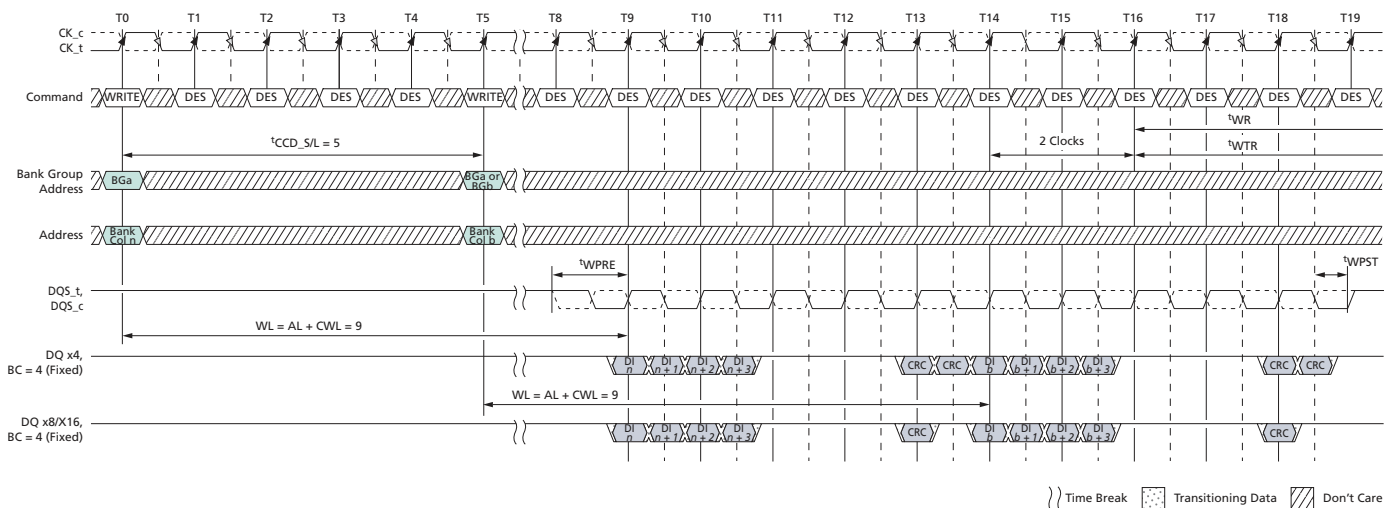 T0 T1 T2 T3 T4 T5 T8 T9 T10 T11 T12 T13 T14 T15 T16 T17 T18 T19
CK_c
CK_t
Command WRITE DES DES DES DES WRITE DES DES DES DES DES DES DES DES DES DES DES DES
tWR
tCCD_S/L = 5
2 Clocks
tWTR
Bank Group
Address
BGa
BGa or
BGb
Address
Bank
Col n
Bank
Col b
tWPRE
tWPST
DQS_t,
DQS_c
WL = AL + CWL = 9
DQ x4,
BC = 4 (Fixed)
DI
n
DI
n + 1
DI
n + 2
DI
n + 3
CRC CRC
DI
b
DI
b + 1
DI
b + 2
DI
b + 3
CRC CRC
WL = AL + CWL = 9
DQ x8/X16,
BC = 4 (Fixed)
DI
n
DI
n + 1
DI
n + 2
DI
n + 3
CRC
DI
b
DI
b + 1
DI
b + 2
DI
b + 3
CRC
Time Break Transitioning Data Don't Care